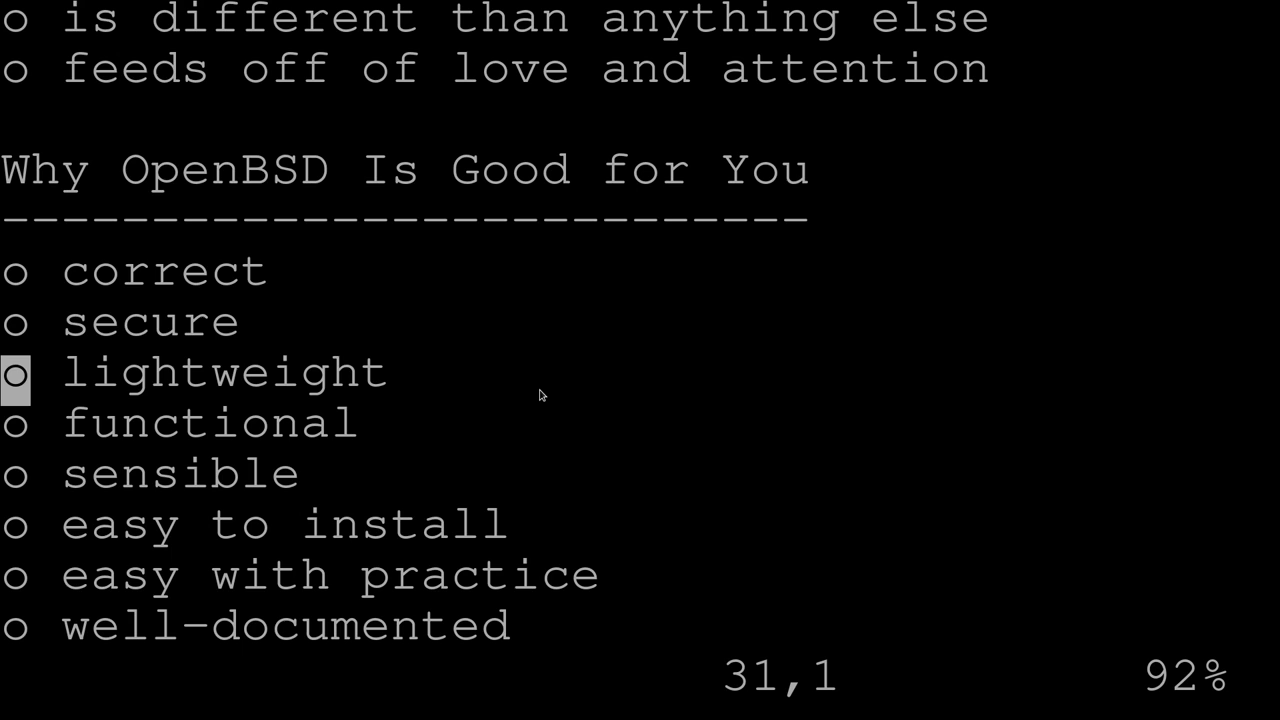 o is different than anything else
o feeds off of love and attention
Why OpenBSD Is Good for You
---------------------------
o correct
o secure
o lightweight
o functional
o sensible
o easy to install
o easy with practice
o well-documented
31,1 92%